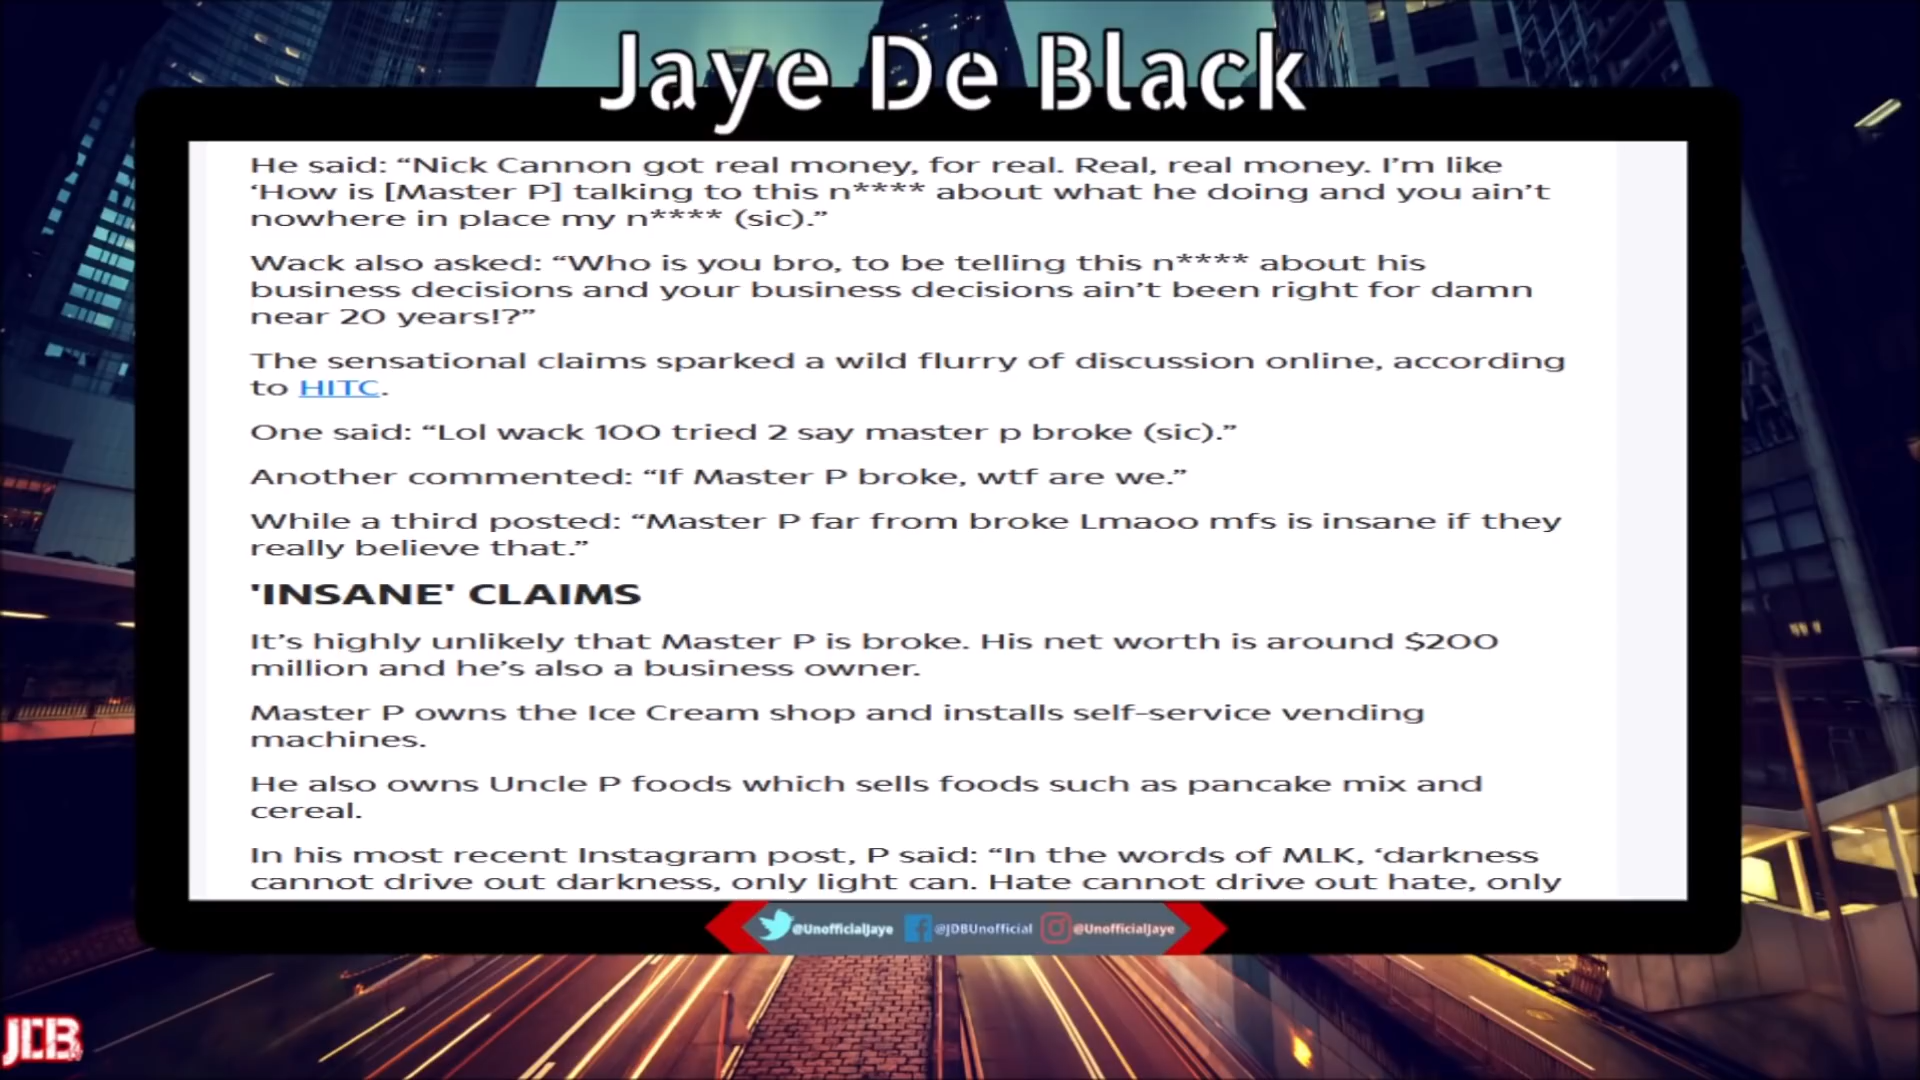 Jaye De Black
He said: “Nick Cannon got real money, for real. Real, real money. I’m like
‘How is [Master P] talking to this n**** about what he doing and you ain’t
nowhere in place my n**** (sic).”
Wack also asked: “Who is you bro, to be telling this n**** about his
business decisions and your business decisions ain’t been right for damn
near 20 years!?”
The sensational claims sparked a wild flurry of discussion online, according
to HITC.
One said: “Lol wack 100 tried 2 say master p broke (sic).”
Another commented: “If Master P broke, wtf are we.”
While a third posted: “Master P far from broke Lmaoo mfs is insane if they
really believe that.”
'INSANE' CLAIMS
It’s highly unlikely that Master P is broke. His net worth is around $200
million and he’s also a business owner.
Master P owns the Ice Cream shop and installs self-service vending
machines.
He also owns Uncle P foods which sells foods such as pancake mix and
cereal.
In his most recent Instagram post, P said: “In the words of MLK, ‘darkness
cannot drive out darkness, only light can. Hate cannot drive out hate, only
@UnofficialJaye @JDBUnofficial @UnofficialJaye